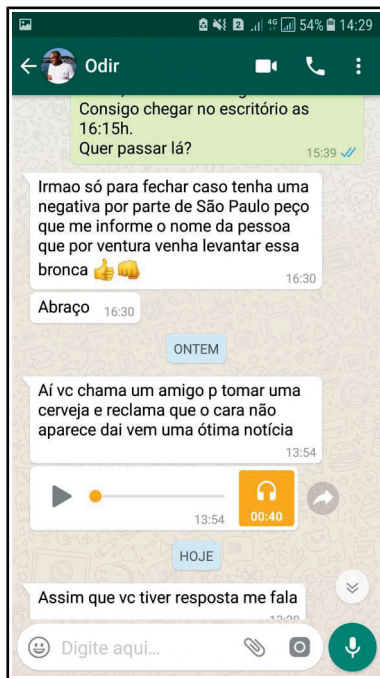 2 4G 54% 14:29
Odir
Consigo chegar no escritório as
16:15h.
Quer passar lá?
15:39
Irmao só para fechar caso tenha uma
negativa por parte de São Paulo peço
que me informe o nome da pessoa
que por ventura venha levantar essa
bronca 👍👊
16:30
Abraço 16:30
ONTEM
Aí vc chama um amigo p tomar uma
cerveja e reclama que o cara não
aparece dai vem uma ótima notícia
13:54
13:54
00:40
HOJE
Assim que vc tiver resposta me fala
Digite aqui...